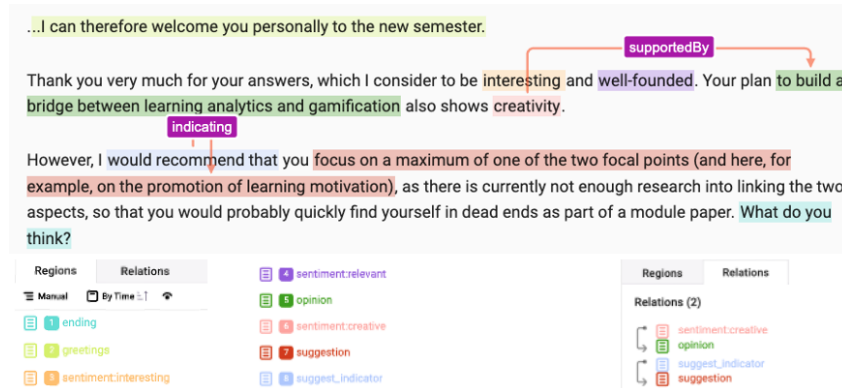 ...I can therefore welcome you personally to the new semester.
supportedBy
Thank you very much for your answers, which I consider to be interesting and well-founded. Your plan to build a
bridge between learning analytics and gamification also shows creativity.
indicating
However, I would recommend that you focus on a maximum of one of the two focal points (and here, for
example, on the promotion of learning motivation), as there is currently not enough research into linking the two
aspects, so that you would probably quickly find yourself in dead ends as part of a module paper. What do you
think?
Regions Relations
Manual By Time
1 ending
2 greetings
3 sentiment:interesting
4 sentiment:relevant
5 opinion
6 sentiment:creative
7 suggestion
8 suggest_indicator
Regions Relations
Relations (2)
sentiment:creative
opinion
suggest_indicator
suggestion